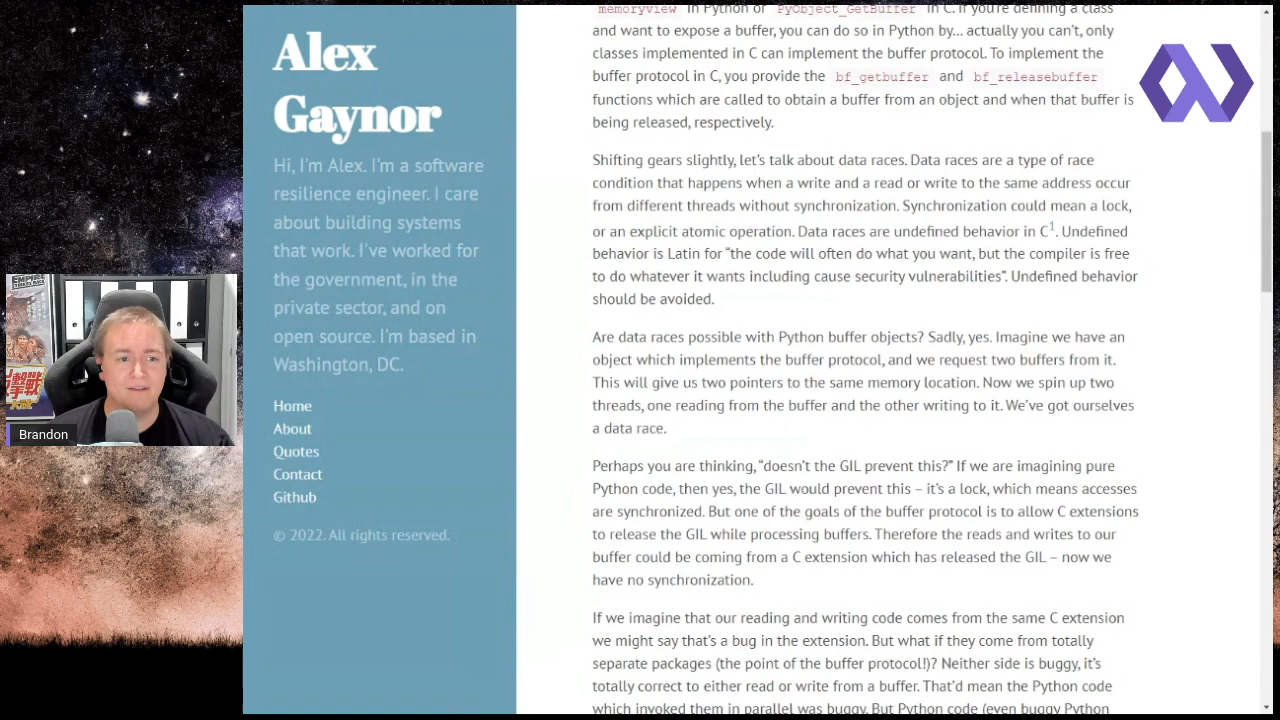 Alex
Gaynor
Hi, I'm Alex. I'm a software
resilience engineer. I care
about building systems
that work. I've worked for
the government, in the
private sector, and on
open source. I'm based in
Washington, DC.
Home
About
Quotes
Contact
Github
© 2022. All rights reserved.
memoryview in Python or PyObject_GetBuffer in C. If you're defining a class
and want to expose a buffer, you can do so in Python by... actually you can't, only
classes implemented in C can implement the buffer protocol. To implement the
buffer protocol in C, you provide the bf_getbuffer and bf_releasebuffer
functions which are called to obtain a buffer from an object and when that buffer is
being released, respectively.
Shifting gears slightly, let's talk about data races. Data races are a type of race
condition that happens when a write and a read or write to the same address occur
from different threads without synchronization. Synchronization could mean a lock,
or an explicit atomic operation. Data races are undefined behavior in C1. Undefined
behavior is Latin for “the code will often do what you want, but the compiler is free
to do whatever it wants including cause security vulnerabilities”. Undefined behavior
should be avoided.
Are data races possible with Python buffer objects? Sadly, yes. Imagine we have an
object which implements the buffer protocol, and we request two buffers from it.
This will give us two pointers to the same memory location. Now we spin up two
threads, one reading from the buffer and the other writing to it. We've got ourselves
a data race.
Perhaps you are thinking, “doesn't the GIL prevent this?” If we are imagining pure
Python code, then yes, the GIL would prevent this – it's a lock, which means accesses
are synchronized. But one of the goals of the buffer protocol is to allow C extensions
to release the GIL while processing buffers. Therefore the reads and writes to our
buffer could be coming from a C extension which has released the GIL – now we
have no synchronization.
If we imagine that our reading and writing code comes from the same C extension
we might say that's a bug in the extension. But what if they come from totally
separate packages (the point of the buffer protocol!)? Neither side is buggy, it's
totally correct to either read or write from a buffer. That'd mean the Python code
which invoked them in parallel was buggy. But Python code (even buggy Python
Brandon